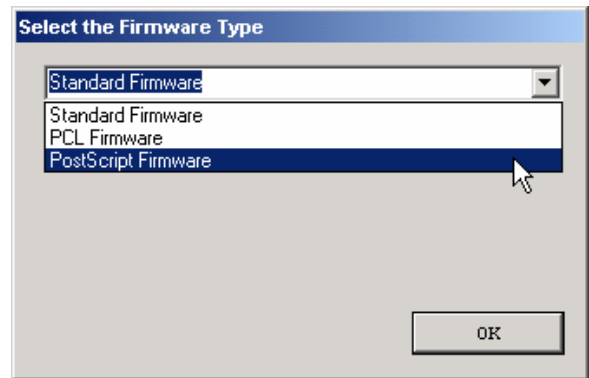 Select the Firmware Type
Standard Firmware
Standard Firmware
PCL Firmware
PostScript Firmware
OK